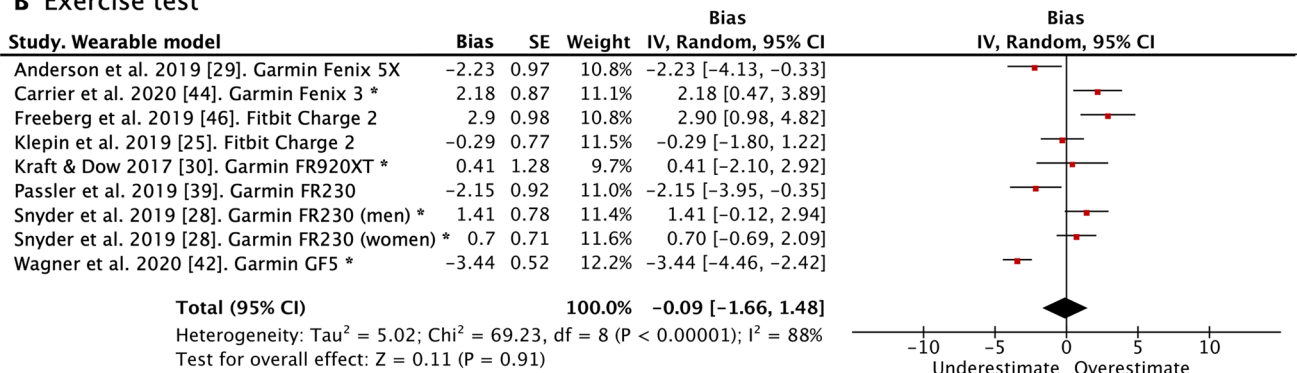 B Exercise test
Bias Bias
Study. Wearable model Bias SE Weight IV, Random, 95% CI IV, Random, 95% CI
Anderson et al. 2019 [29]. Garmin Fenix 5X −2.23 0.97 10.8% −2.23 [−4.13, −0.33]
Carrier et al. 2020 [44]. Garmin Fenix 3 * 2.18 0.87 11.1% 2.18 [0.47, 3.89]
Freeberg et al. 2019 [46]. Fitbit Charge 2 2.9 0.98 10.8% 2.90 [0.98, 4.82]
Klepin et al. 2019 [25]. Fitbit Charge 2 −0.29 0.77 11.5% −0.29 [−1.80, 1.22]
Kraft & Dow 2017 [30]. Garmin FR920XT * 0.41 1.28 9.7% 0.41 [−2.10, 2.92]
Passler et al. 2019 [39]. Garmin FR230 −2.15 0.92 11.0% −2.15 [−3.95, −0.35]
Snyder et al. 2019 [28]. Garmin FR230 (men) * 1.41 0.78 11.4% 1.41 [−0.12, 2.94]
Snyder et al. 2019 [28]. Garmin FR230 (women) * 0.7 0.71 11.6% 0.70 [−0.69, 2.09]
Wagner et al. 2020 [42]. Garmin GF5 * −3.44 0.52 12.2% −3.44 [−4.46, −2.42]
Total (95% CI) 100.0% −0.09 [−1.66, 1.48]
Heterogeneity: Tau² = 5.02; Chi² = 69.23, df = 8 (P < 0.00001); I² = 88%
Test for overall effect: Z = 0.11 (P = 0.91)
−10 −5 0 5 10
Underestimate Overestimate